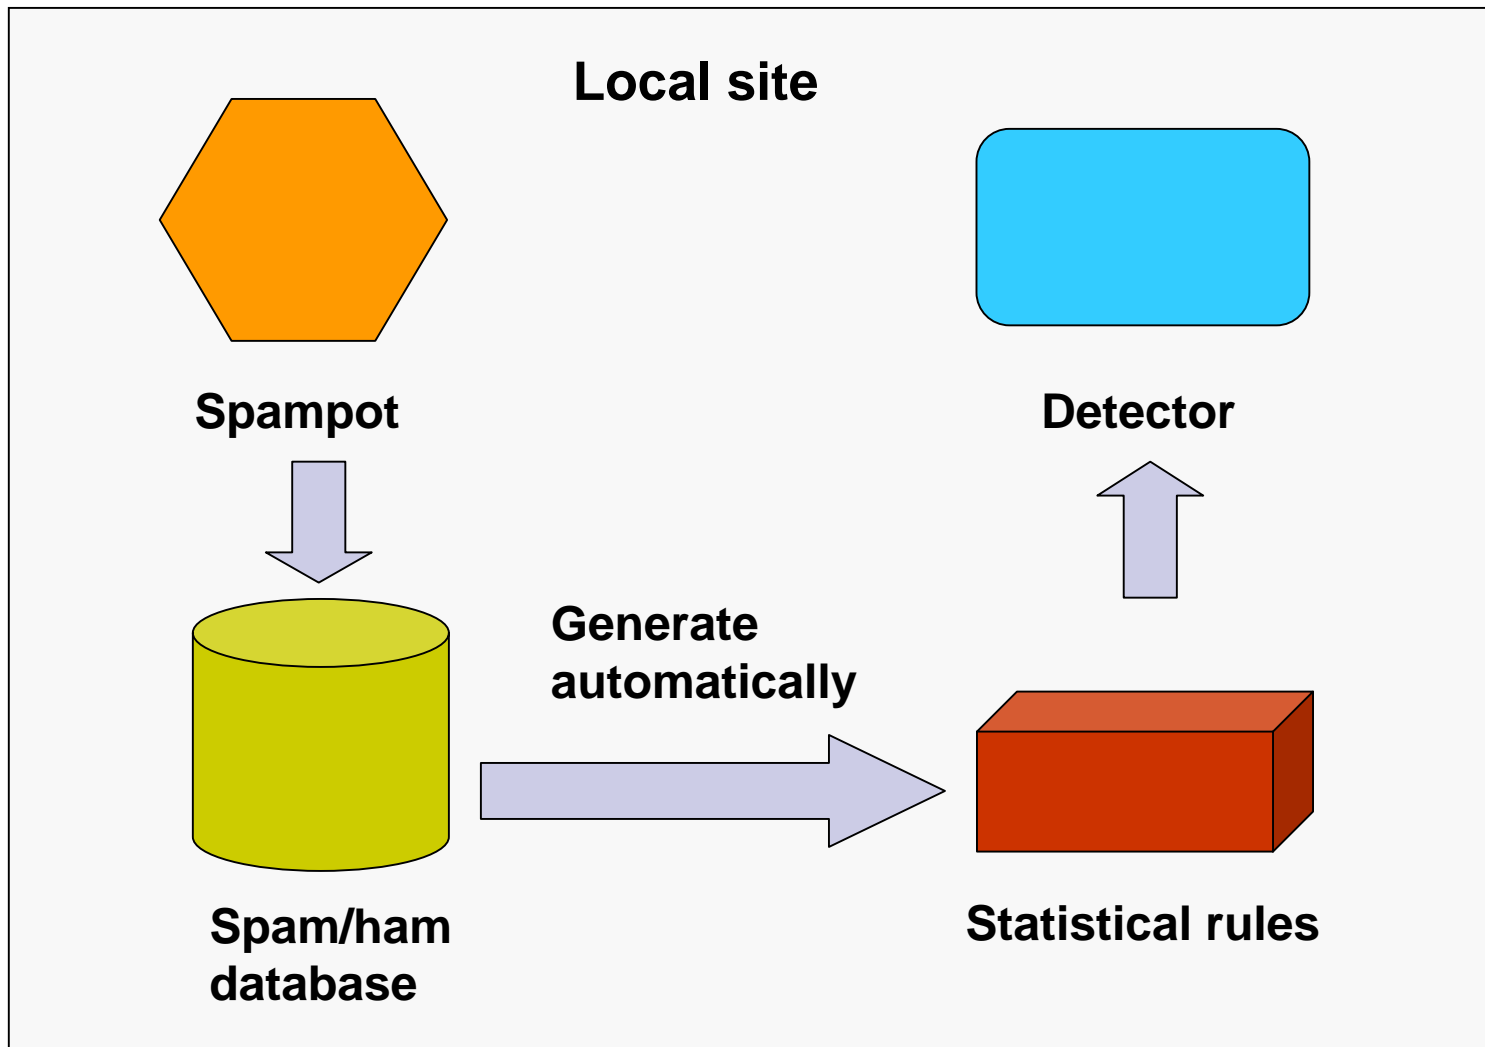 Local site
Spampot
Detector
Generate
automatically
Spam/ham
database
Statistical rules